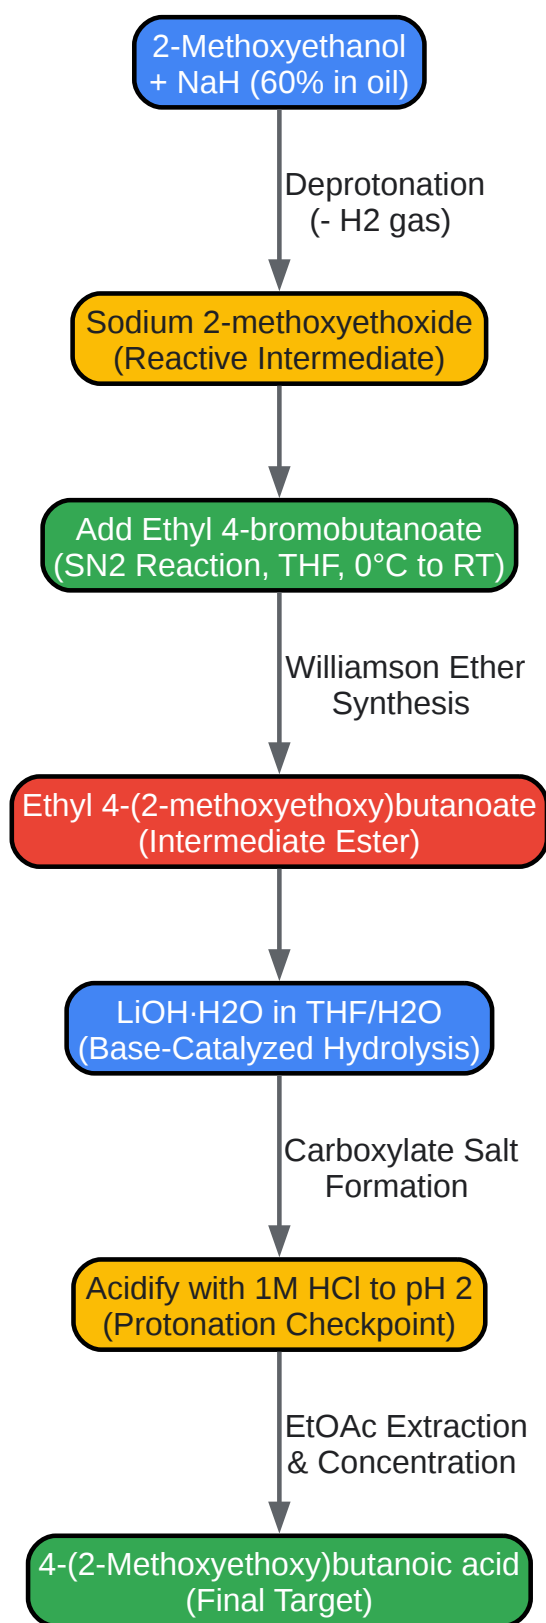 2-Methoxyethanol
+ NaH (60% in oil)
Deprotonation
(- H2 gas)
Sodium 2-methoxyethoxide
(Reactive Intermediate)
Add Ethyl 4-bromobutanoate
(SN2 Reaction, THF, 0°C to RT)
Williamson Ether
Synthesis
Ethyl 4-(2-methoxyethoxy)butanoate
(Intermediate Ester)
LiOH·H2O in THF/H2O
(Base-Catalyzed Hydrolysis)
Carboxylate Salt
Formation
Acidify with 1M HCl to pH 2
(Protonation Checkpoint)
EtOAc Extraction
& Concentration
4-(2-Methoxyethoxy)butanoic acid
(Final Target)